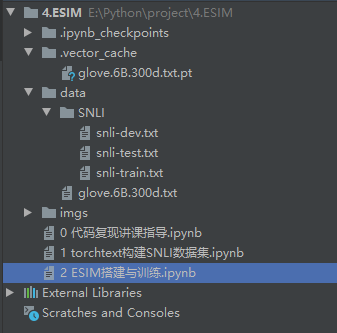 4.ESIM E:\Python\project\4.ESIM
.ipynb_checkpoints
.vector_cache
glove.6B.300d.txt.pt
data
SNLI
snli-dev.txt
snli-test.txt
snli-train.txt
glove.6B.300d.txt
imgs
0 代码复现讲课指导.ipynb
1 torchtext构建SNLI数据集.ipynb
2 ESIM搭建与训练.ipynb
External Libraries
Scratches and Consoles